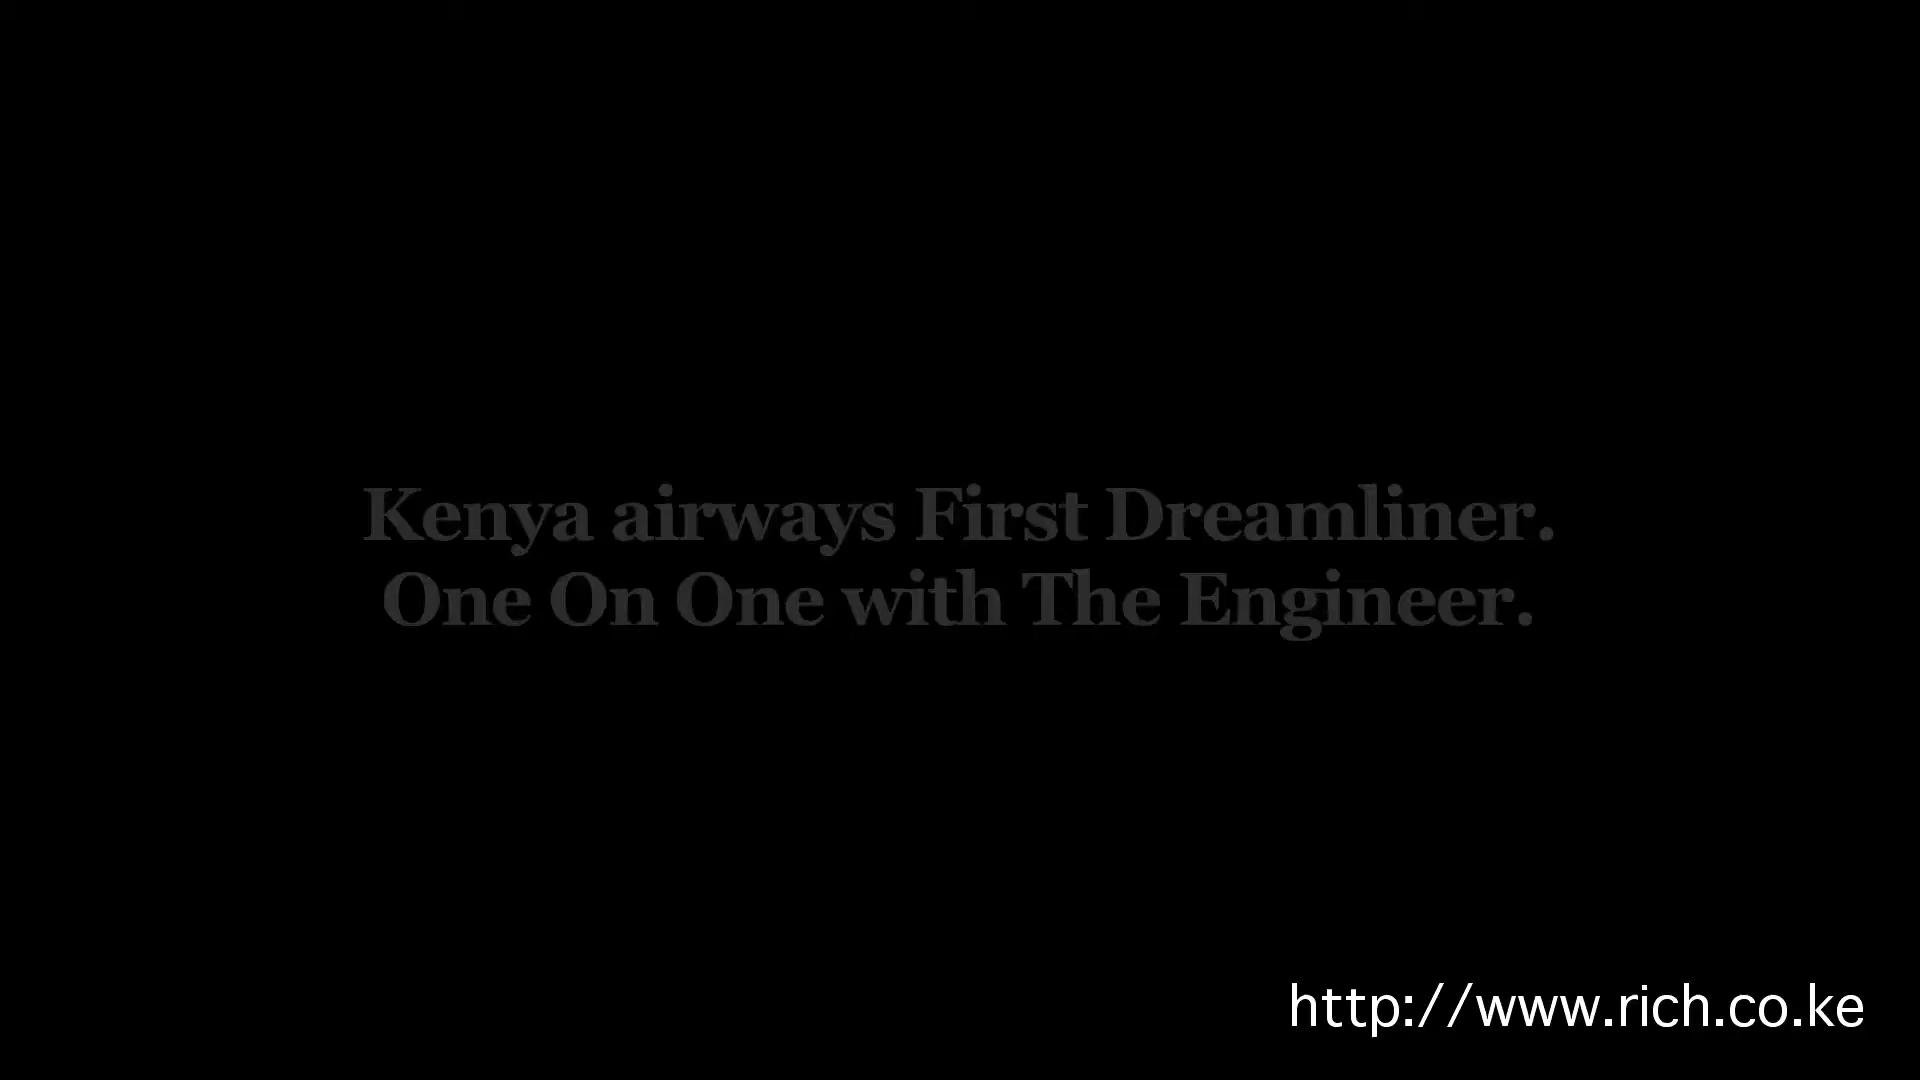 Kenya airways First Dreamliner.
One On One with The Engineer.
http://www.rich.co.ke